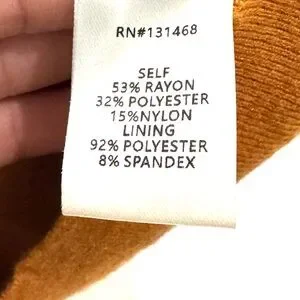 RN#131468
SELF
53% RAYON
32% POLYESTER
15%NYLON
LINING
92% POLYESTER
8% SPANDEX